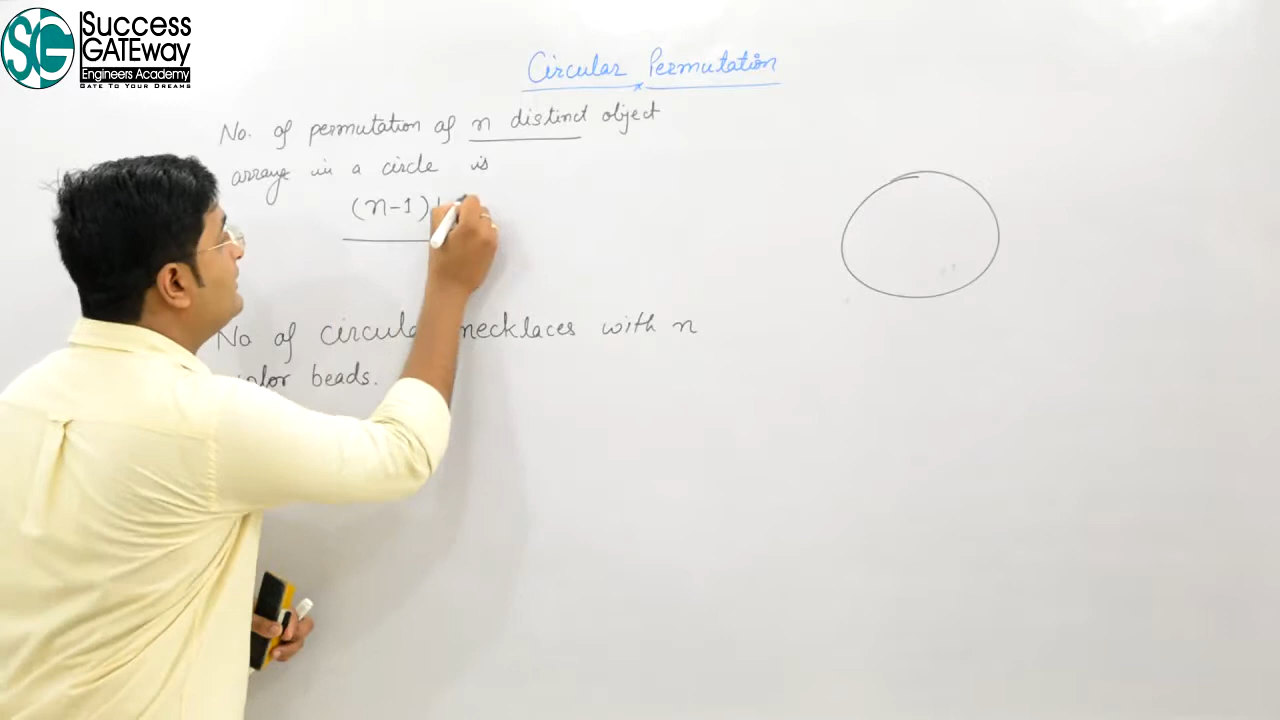 Success
GATEway
Engineers Academy
GATE TO YOUR DREAMS
SG
Circular Permutation
No. of permutation of n distinct object
arrange in a circle is
(n-1)!
No of circular necklaces with n
color beads.